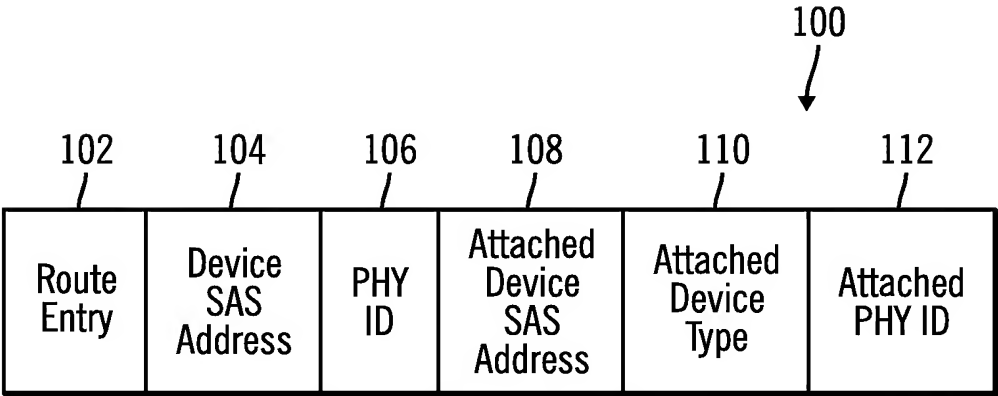 100
102 104 106 108 110 112
Route
Entry
Device
SAS
Address
PHY
ID
Attached
Device
SAS
Address
Attached
Device
Type
Attached
PHY ID